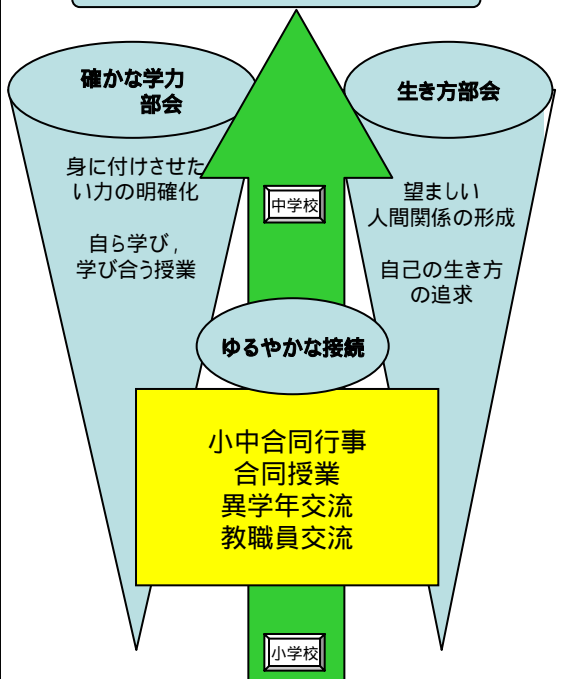 確かな学力
部会
生き方部会
身に付けさせた
い力の明確化
自ら学び，
学び合う授業
中学校
望ましい
人間関係の形成
自己の生き方
の追求
ゆるやかな接続
小中合同行事
合同授業
異学年交流
教職員交流
小学校